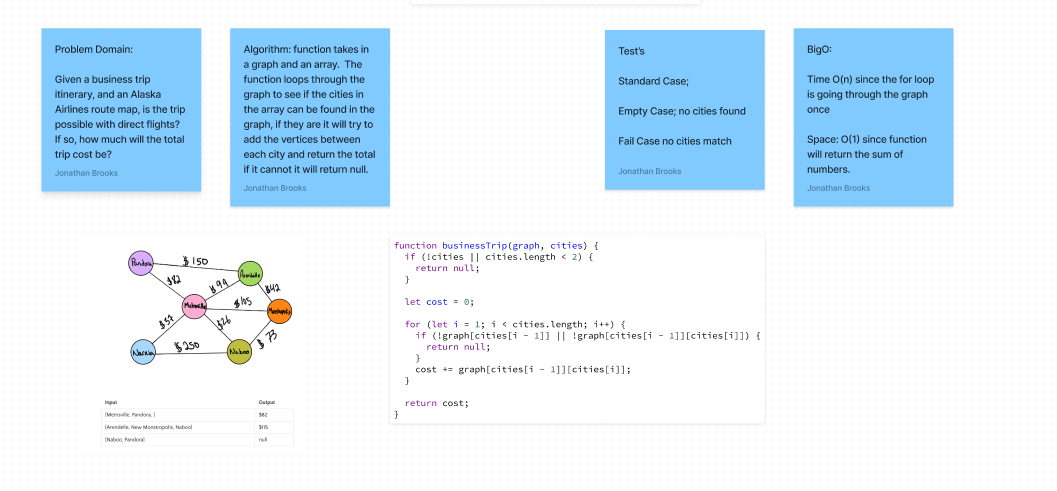 Problem Domain:
Given a business trip
itinerary, and an Alaska
Airlines route map, is the trip
possible with direct flights?
If so, how much will the total
trip cost be?
Jonathan Brooks
Algorithm: function takes in
a graph and an array.  The
function loops through the
graph to see if the cities in
the array can be found in the
graph, if they are it will try to
add the vertices between
each city and return the total
if it cannot it will return null.
Jonathan Brooks
Test's
Standard Case;
Empty Case; no cities found
Fail Case no cities match
Jonathan Brooks
BigO:
Time O(n) since the for loop
is going through the graph
once
Space: O(1) since function
will return the sum of
numbers.
Jonathan Brooks
Pandora
$150
Arendelle
$82
$99
$42
Metroville
$105
$37
$26
$73
Narnia
$250
Naboo
Input Output
[Metroville, Pandora, ] $82
[Arendelle, New Monstropolis, Naboo] $115
[Naboo, Pandora] null
function businessTrip(graph, cities) {
  if (!cities || cities.length < 2) {
    return null;
  }
  let cost = 0;
  for (let i = 1; i < cities.length; i++) {
    if (!graph[cities[i - 1]] || !graph[cities[i - 1]][cities[i]]) {
      return null;
    }
    cost += graph[cities[i - 1]][cities[i]];
  }
  return cost;
}